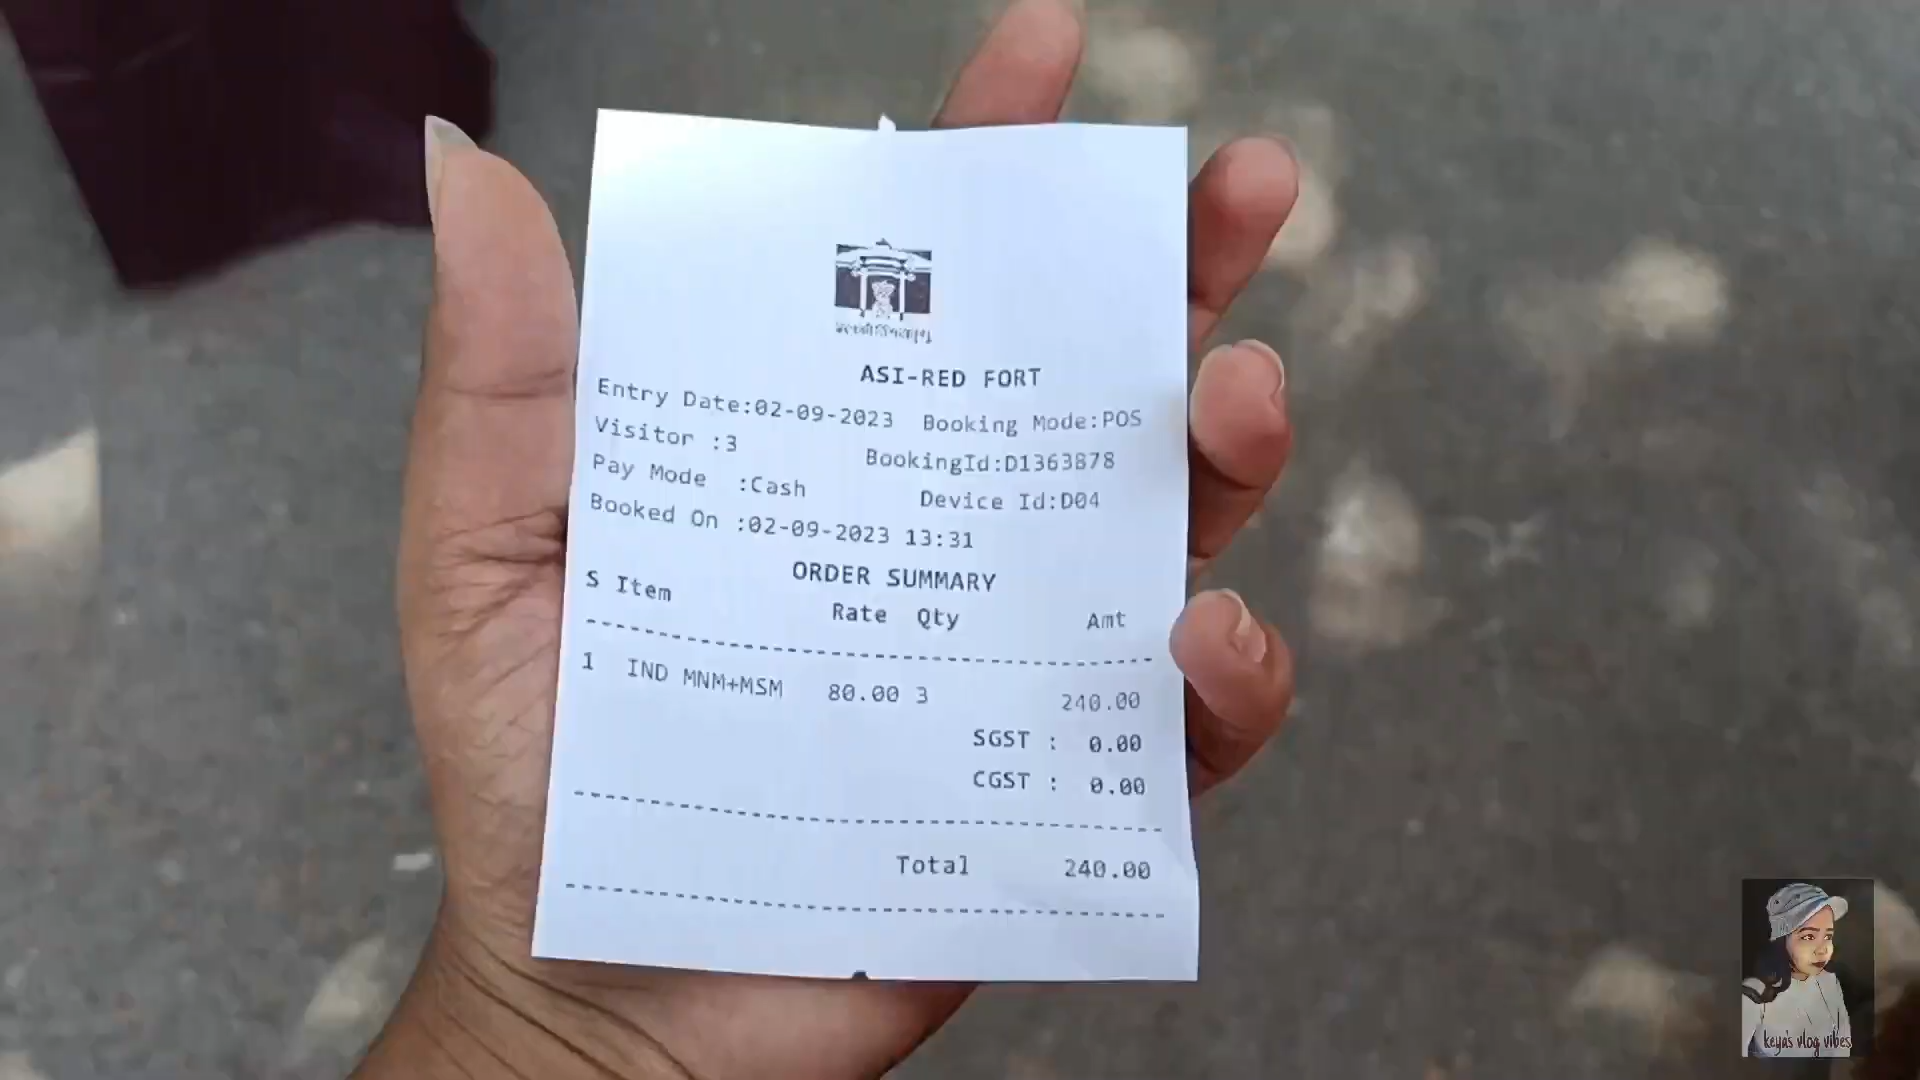 ASI-RED FORT
Entry Date:02-09-2023 Booking Mode:POS
Visitor :3 BookingId:D1363878
Pay Mode :Cash Device Id:D04
Booked On :02-09-2023 13:31
ORDER SUMMARY
S Item Rate Qty Amt
1 IND MNM+MSM 80.00 3 240.00
SGST : 0.00
CGST : 0.00
Total 240.00
keya's vlog vibes